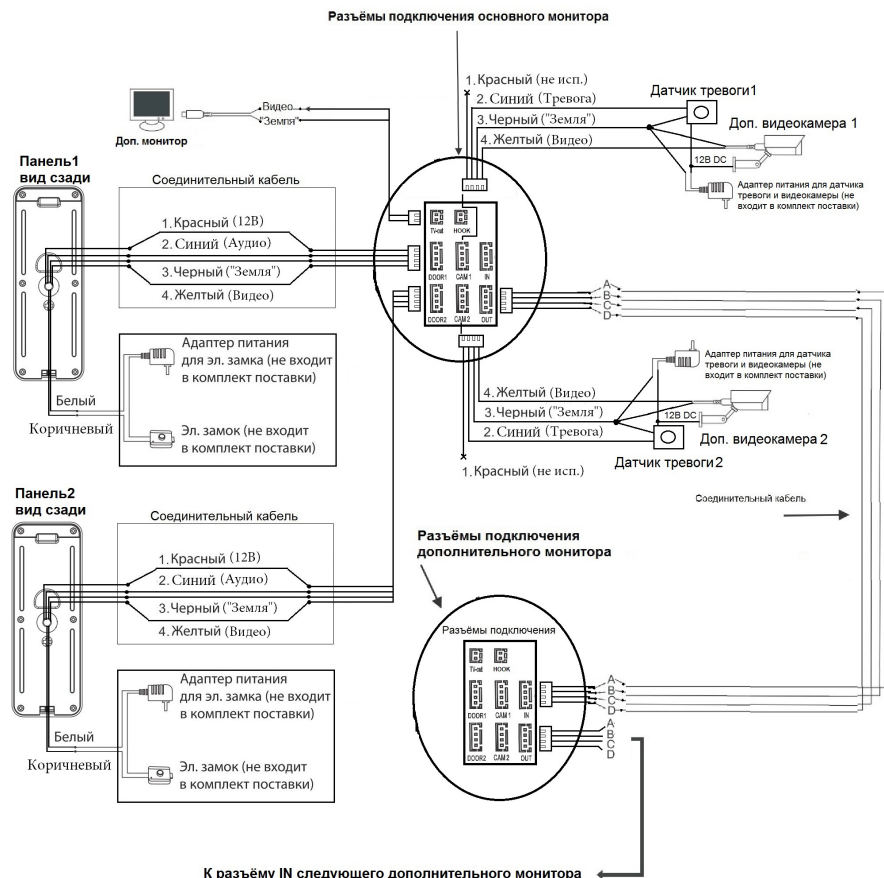 Разъёмы подключения основного монитора
1.Красный (не исп.)
2. Синий (Тревога)
3.Черный ("Земля")
4.Желтый (Видео)
Датчик тревоги1
Доп. видеокамера 1
12В DC
Адаптер питания для датчика
тревоги и видеокамеры (не
входит в комплект поставки)
Видео
"Земля"
Доп. монитор
Панель1
вид сзади
Соединительный кабель
1.Красный (12В)
2. Синий (Аудио)
3.Черный ("Земля")
4.Желтый (Видео)
TV-out
HOOK
DOOR1
CAM 1
IN
DOOR2
CAM 2
OUT
A
B
C
D
Адаптер питания
для эл. замка (не входит
в комплект поставки)
Белый
Коричневый
Эл. замок (не входит
в комплект поставки)
Адаптер питания для датчика
тревоги и видеокамеры (не
входит в комплект поставки)
4.Желтый (Видео)
3.Черный ("Земля")
2. Синий (Тревога)
1.Красный (не исп.)
12В DC
Доп. видеокамера 2
Датчик тревоги2
Соединительный кабель
Панель2
вид сзади
Соединительный кабель
1.Красный (12В)
2. Синий (Аудио)
3.Черный ("Земля")
4.Желтый (Видео)
Разъёмы подключения
дополнительного монитора
Разъёмы подключения
TV-out
HOOK
DOOR1
CAM 1
IN
DOOR2
CAM 2
OUT
A
B
C
D
A
B
C
D
Адаптер питания
для эл. замка (не входит
в комплект поставки)
Белый
Коричневый
Эл. замок (не входит
в комплект поставки)
К разъёму IN следующего дополнительного монитора